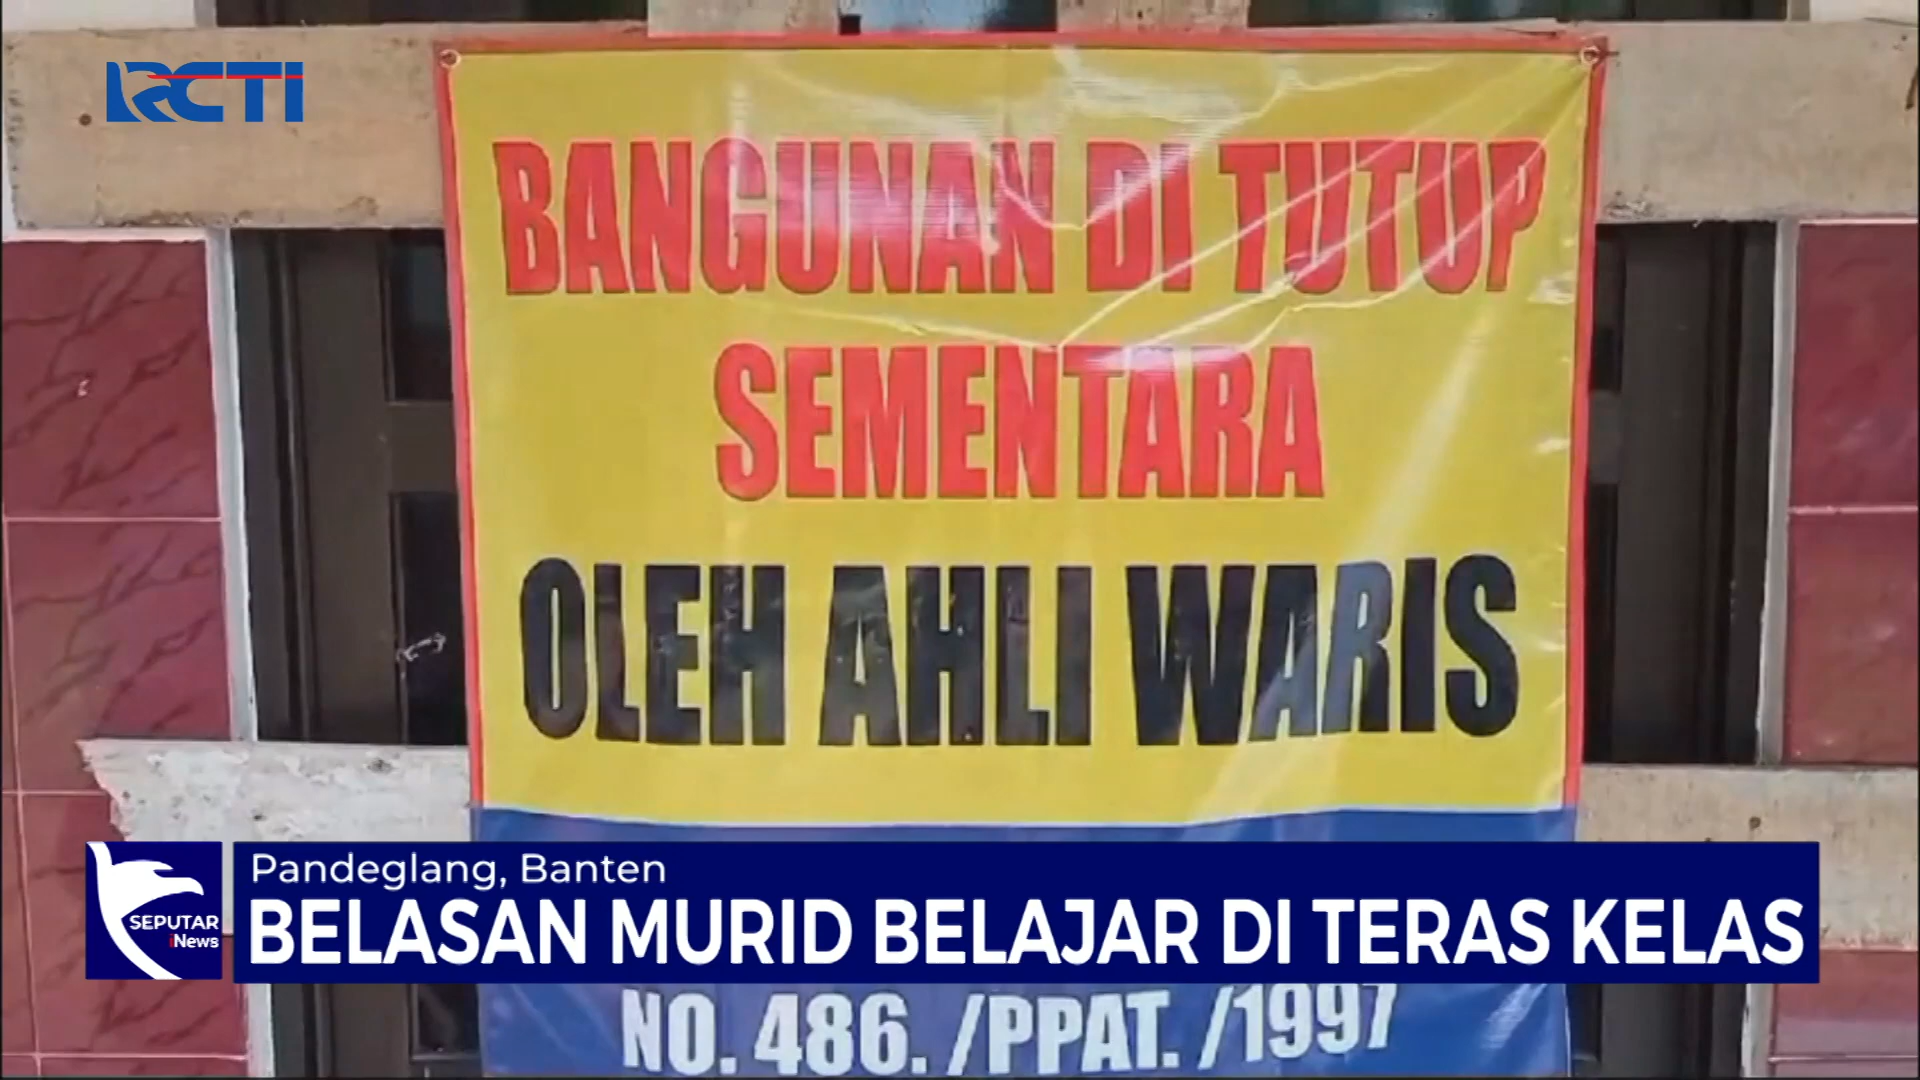 RCTI
BANGUNAN DI TUTUP
SEMENTARA
OLEH AHLI WARIS
Pandeglang, Banten
SEPUTAR
iNews
BELASAN MURID BELAJAR DI TERAS KELAS
NO. 486. /PPAT. /1997